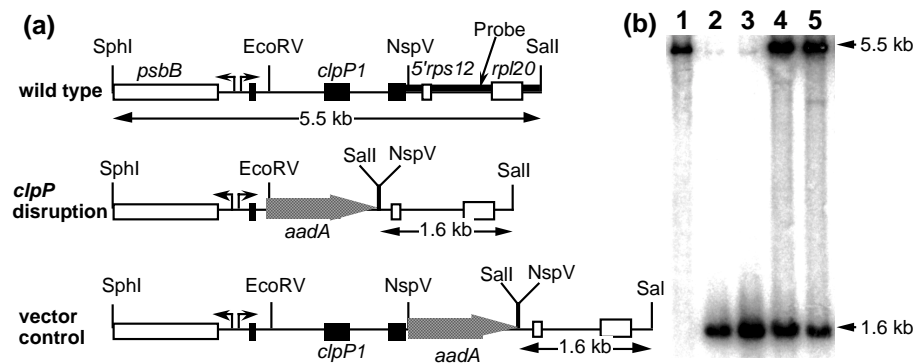 (a)
SphI EcoRV NspV Probe SalI
psbB clpP1 5'rps12 rpl20
wild type
5.5 kb
SphI EcoRV SalI NspV SalI
clpP
disruption
aadA
1.6 kb
SphI EcoRV NspV SalI NspV Sal
vector
control
clpP1 aadA
1.6 kb
(b)
1 2 3 4 5
5.5 kb
1.6 kb